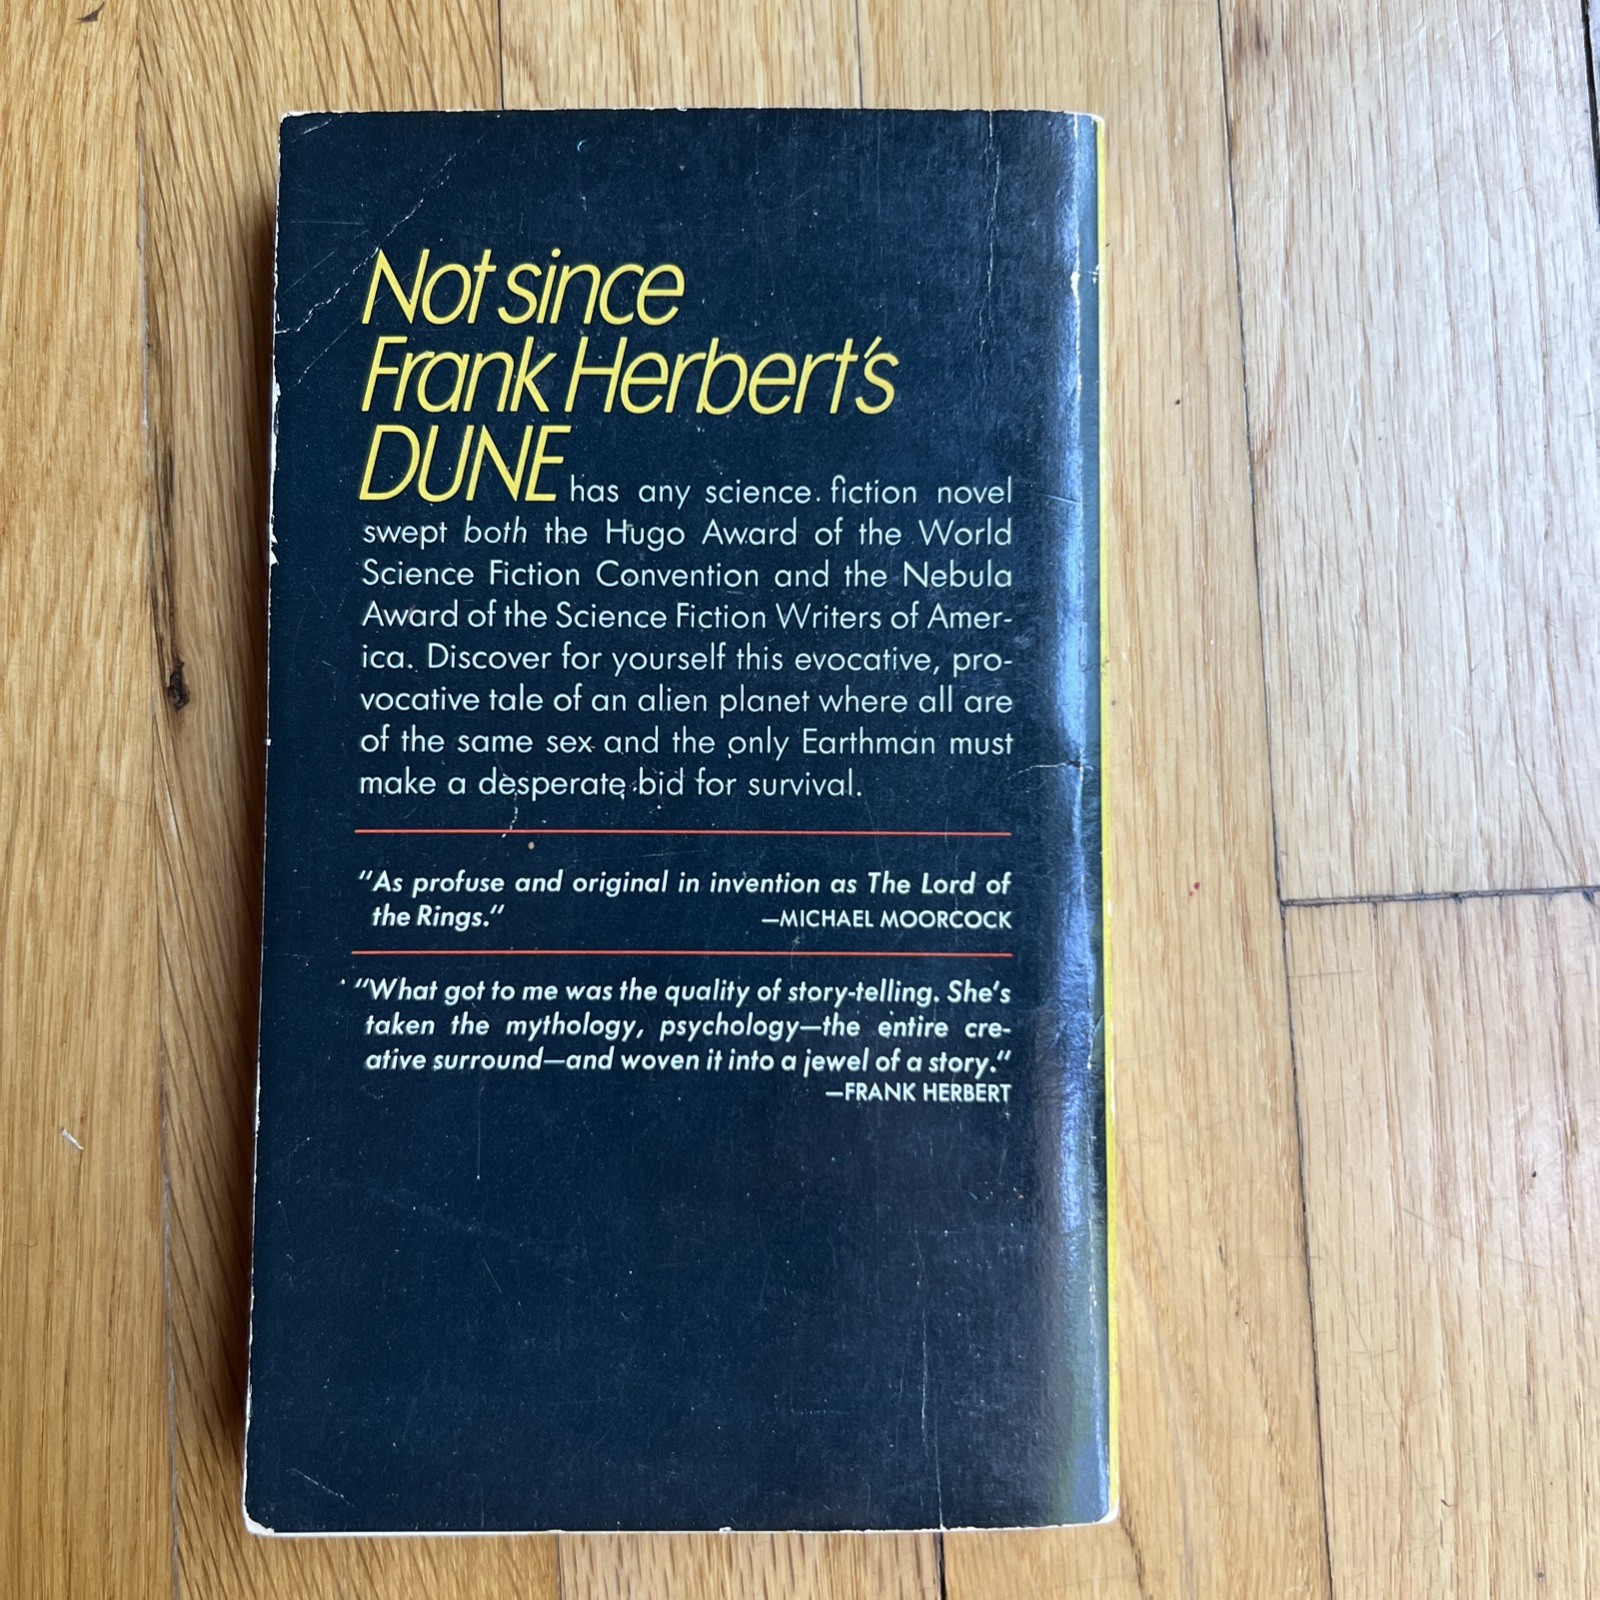 Not since
Frank Herbert's
DUNE has any science fiction novel
swept both the Hugo Award of the World
Science Fiction Convention and the Nebula
Award of the Science Fiction Writers of Amer-
ica. Discover for yourself this evocative, pro-
vocative tale of an alien planet where all are
of the same sex and the only Earthman must
make a desperate bid for survival.
"As profuse and original in invention as The Lord of
the Rings." —MICHAEL MOORCOCK
"What got to me was the quality of story-telling. She's
taken the mythology, psychology—the entire cre-
ative surround—and woven it into a jewel of a story."
—FRANK HERBERT